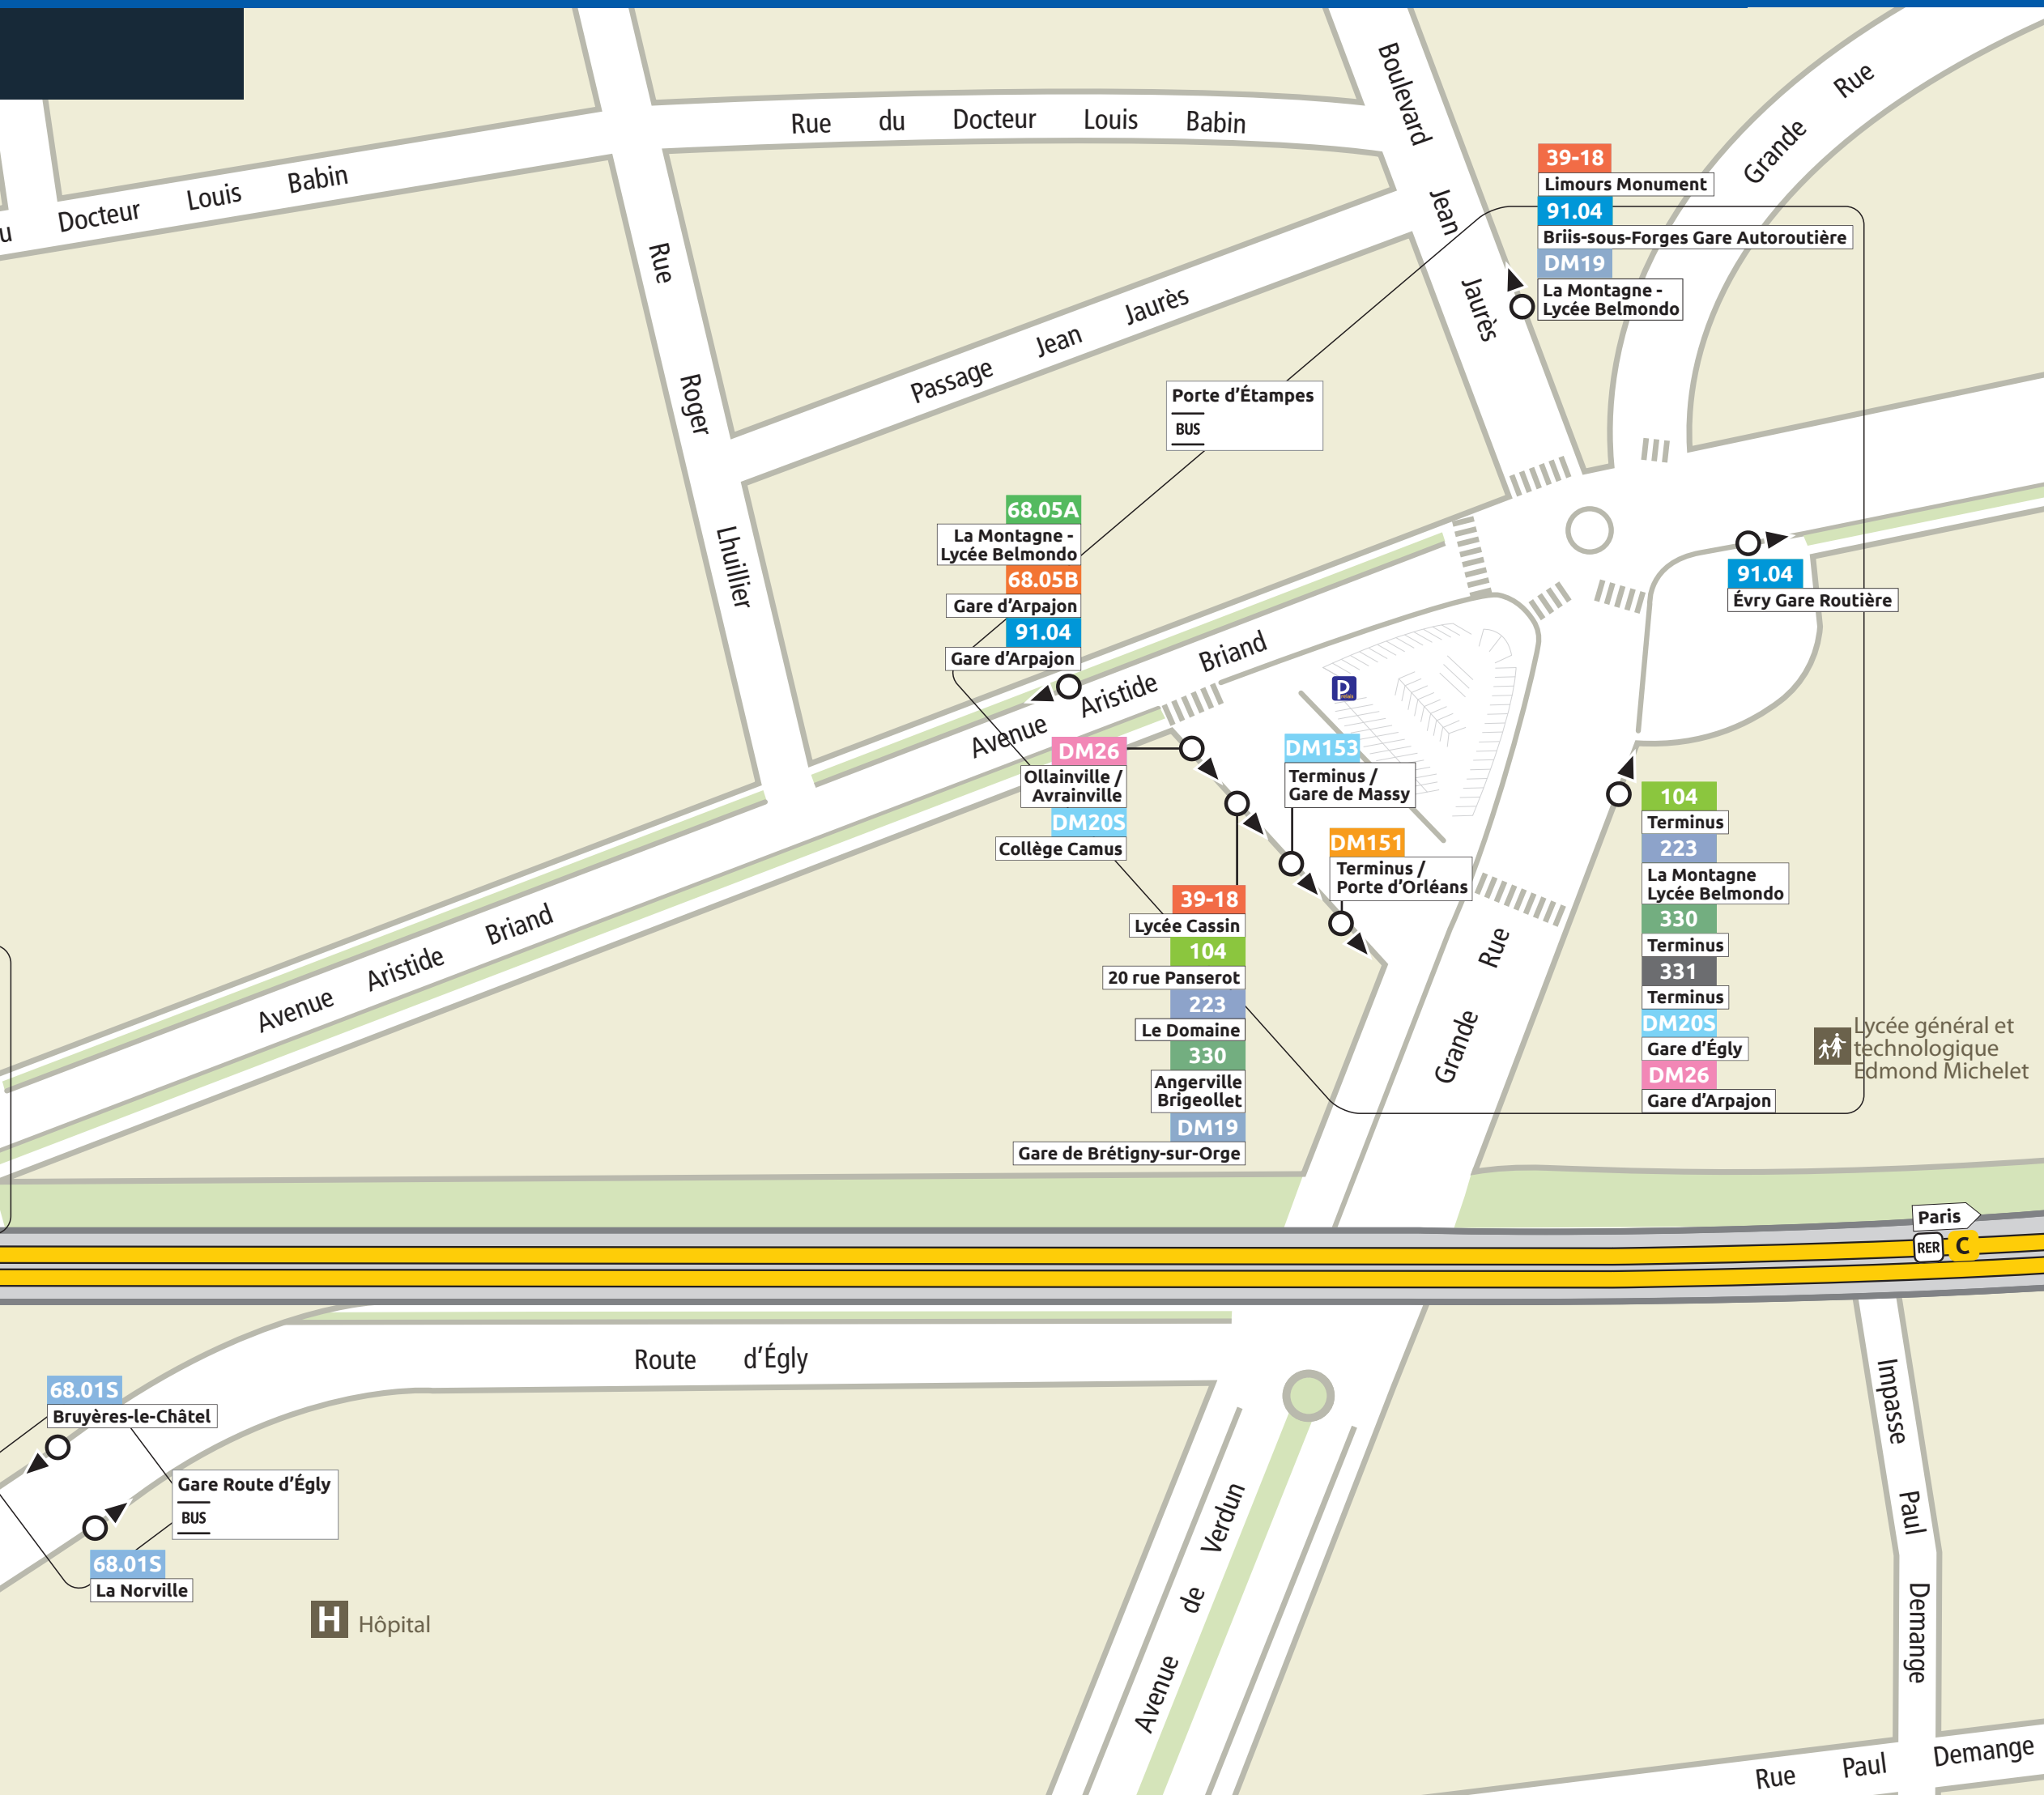 Boulevard Jean Jaurès
Grande Rue
Rue du Docteur Louis Babin
u Docteur Louis Babin
39-18
Limours Monument
91.04
Briis-sous-Forges Gare Autoroutière
DM19
La Montagne -
Lycée Belmondo
Rue Roger Lhuillier
Passage Jean Jaurès
Porte d'Étampes
BUS
68.05A
La Montagne -
Lycée Belmondo
68.05B
Gare d'Arpajon
91.04
Gare d'Arpajon
91.04
Évry Gare Routière
Avenue Aristide Briand
P
DM26
Ollainville /
Avrainville
DM20S
Collège Camus
DM153
Terminus /
Gare de Massy
DM151
Terminus /
Porte d'Orléans
39-18
Lycée Cassin
104
20 rue Panserot
223
Le Domaine
330
Angerville
Brigeollet
DM19
Gare de Brétigny-sur-Orge
104
Terminus
223
La Montagne
Lycée Belmondo
330
Terminus
331
Terminus
DM20S
Gare d'Égly
DM26
Gare d'Arpajon
Lycée général et
technologique
Edmond Michelet
Avenue Aristide Briand
Grande Rue
Paris
RER C
Route d'Égly
68.01S
Bruyères-le-Châtel
Gare Route d'Égly
BUS
68.01S
La Norville
H Hôpital
Avenue de Verdun
Impasse Paul Demange
Rue Paul Demange